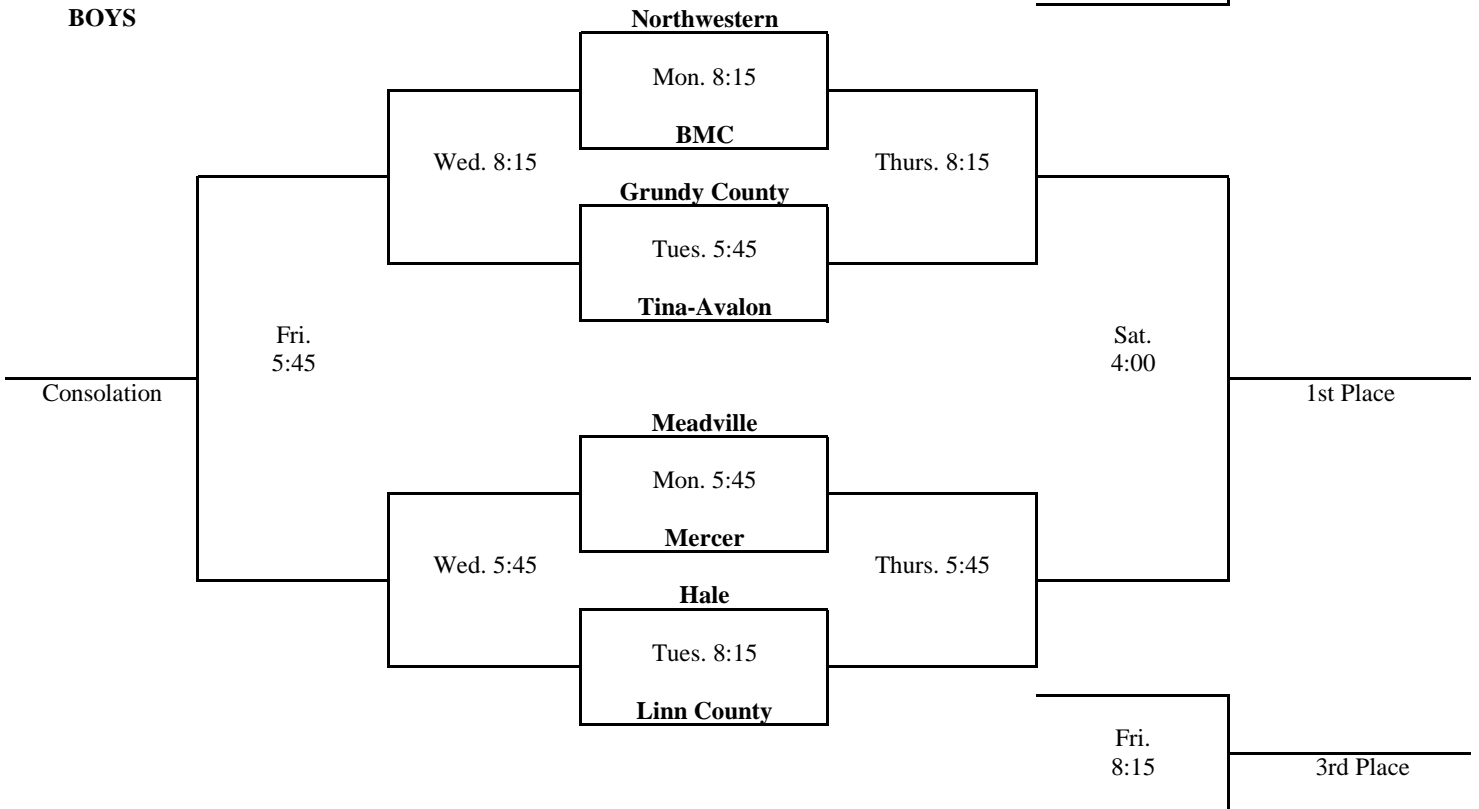 BOYS
Northwestern
Mon. 8:15
BMC
Wed. 8:15
Thurs. 8:15
Grundy County
Tues. 5:45
Tina-Avalon
Fri.
5:45
Sat.
4:00
Consolation
1st Place
Meadville
Mon. 5:45
Mercer
Wed. 5:45
Thurs. 5:45
Hale
Tues. 8:15
Linn County
Fri.
8:15
3rd Place